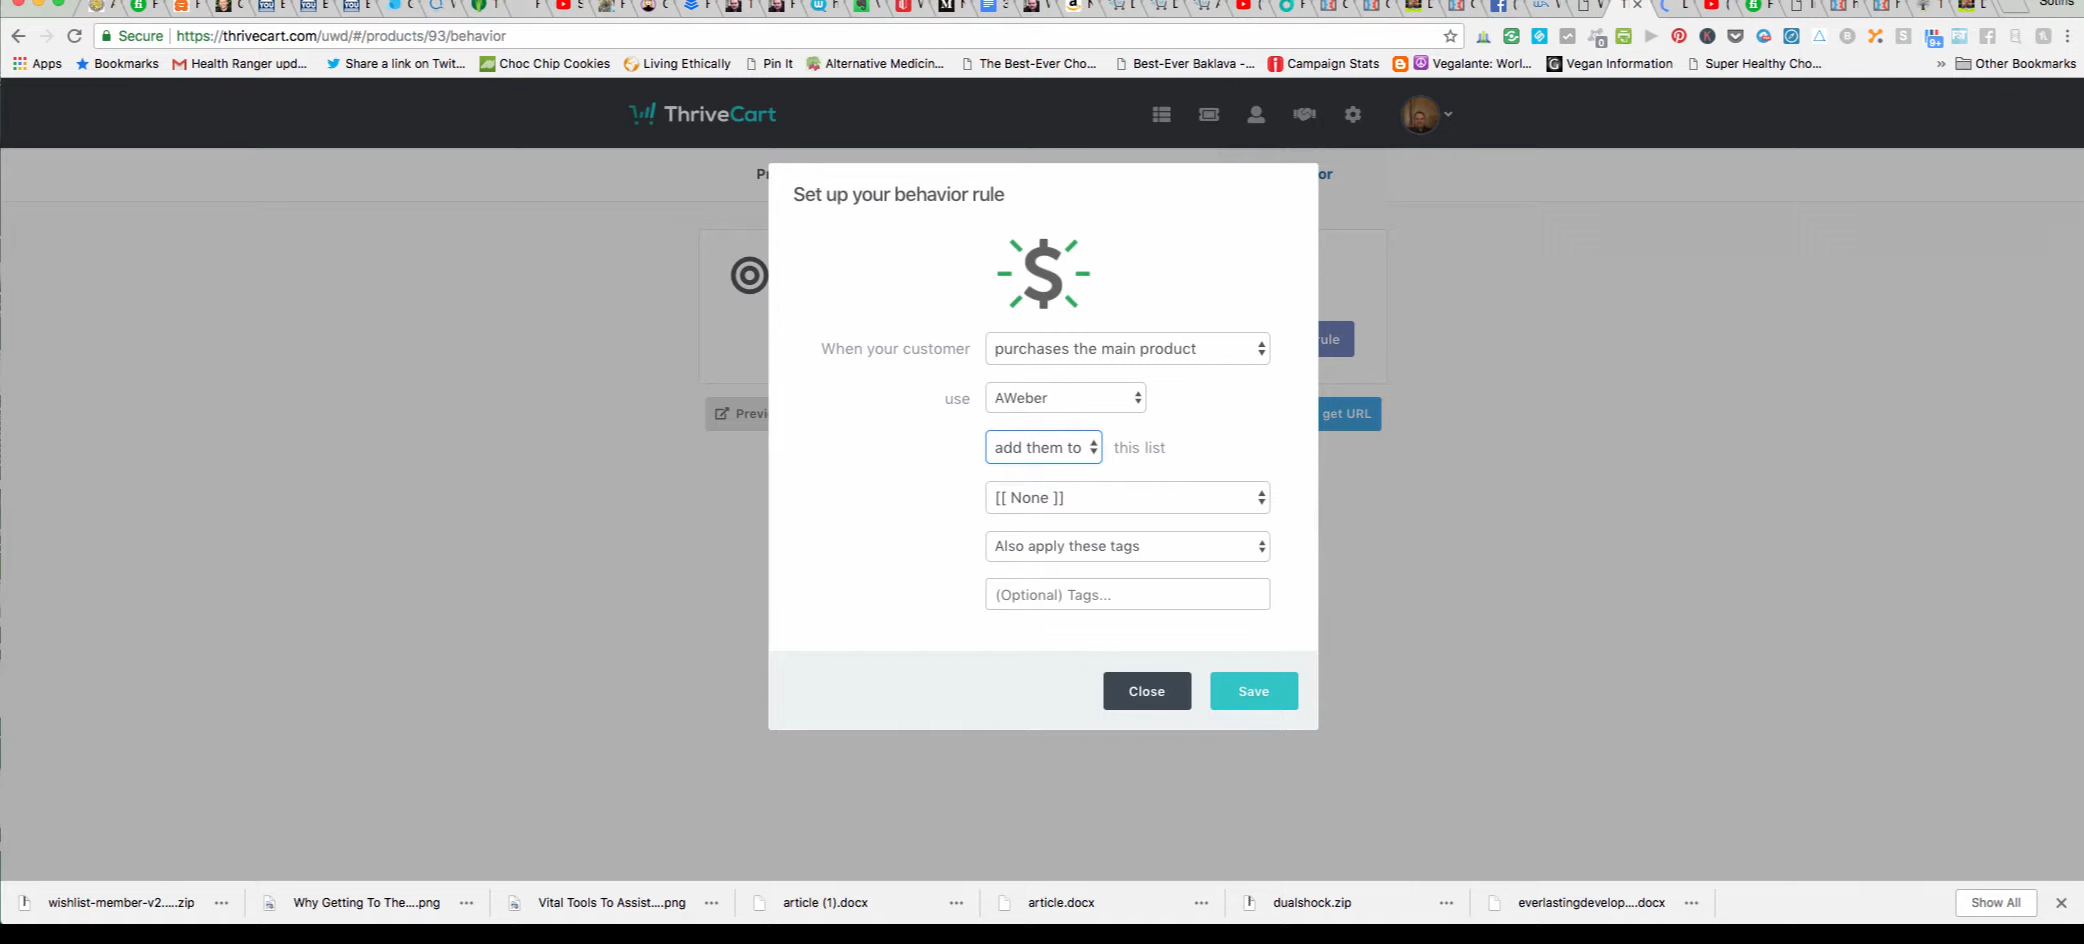 Sotiris
Secure
https://thrivecart.com/uwd/#/products/93/behavior
Apps
Bookmarks
Health Ranger upd...
Share a link on Twit...
Choc Chip Cookies
Living Ethically
Pin It
Alternative Medicin...
The Best-Ever Cho...
Best-Ever Baklava -...
Campaign Stats
Vegalante: Worl...
Vegan Information
Super Healthy Cho...
»
Other Bookmarks
ThriveCart
Pr
or
Set up your behavior rule
When your customer
purchases the main product
rule
use
AWeber
Previ
get URL
add them to
this list
[[ None ]]
Also apply these tags
(Optional) Tags...
Close
Save
wishlist-member-v2.....zip
Why Getting To The....png
Vital Tools To Assist....png
article (1).docx
article.docx
dualshock.zip
everlastingdevelop....docx
Show All